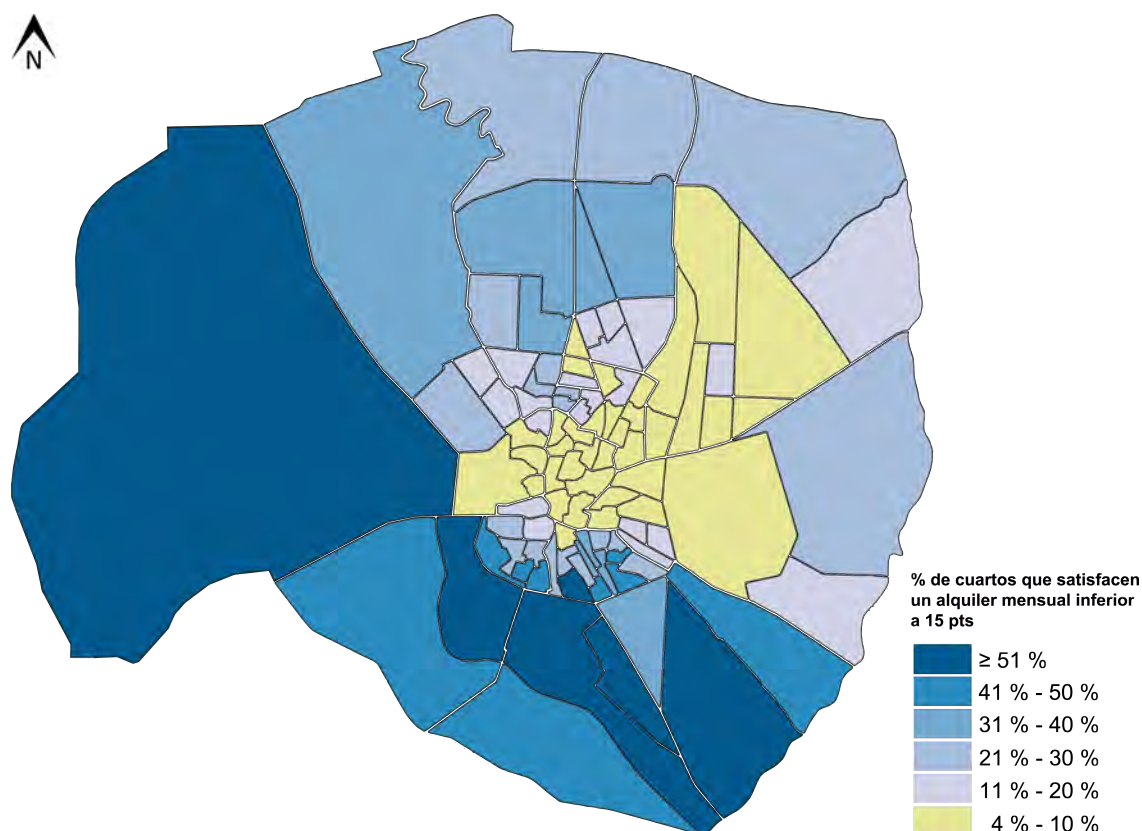 N
% de cuartos que satisfacen
un alquiler mensual inferior
a 15 pts
≥ 51 %
41 % - 50 %
31 % - 40 %
21 % - 30 %
11 % - 20 %
4 % - 10 %